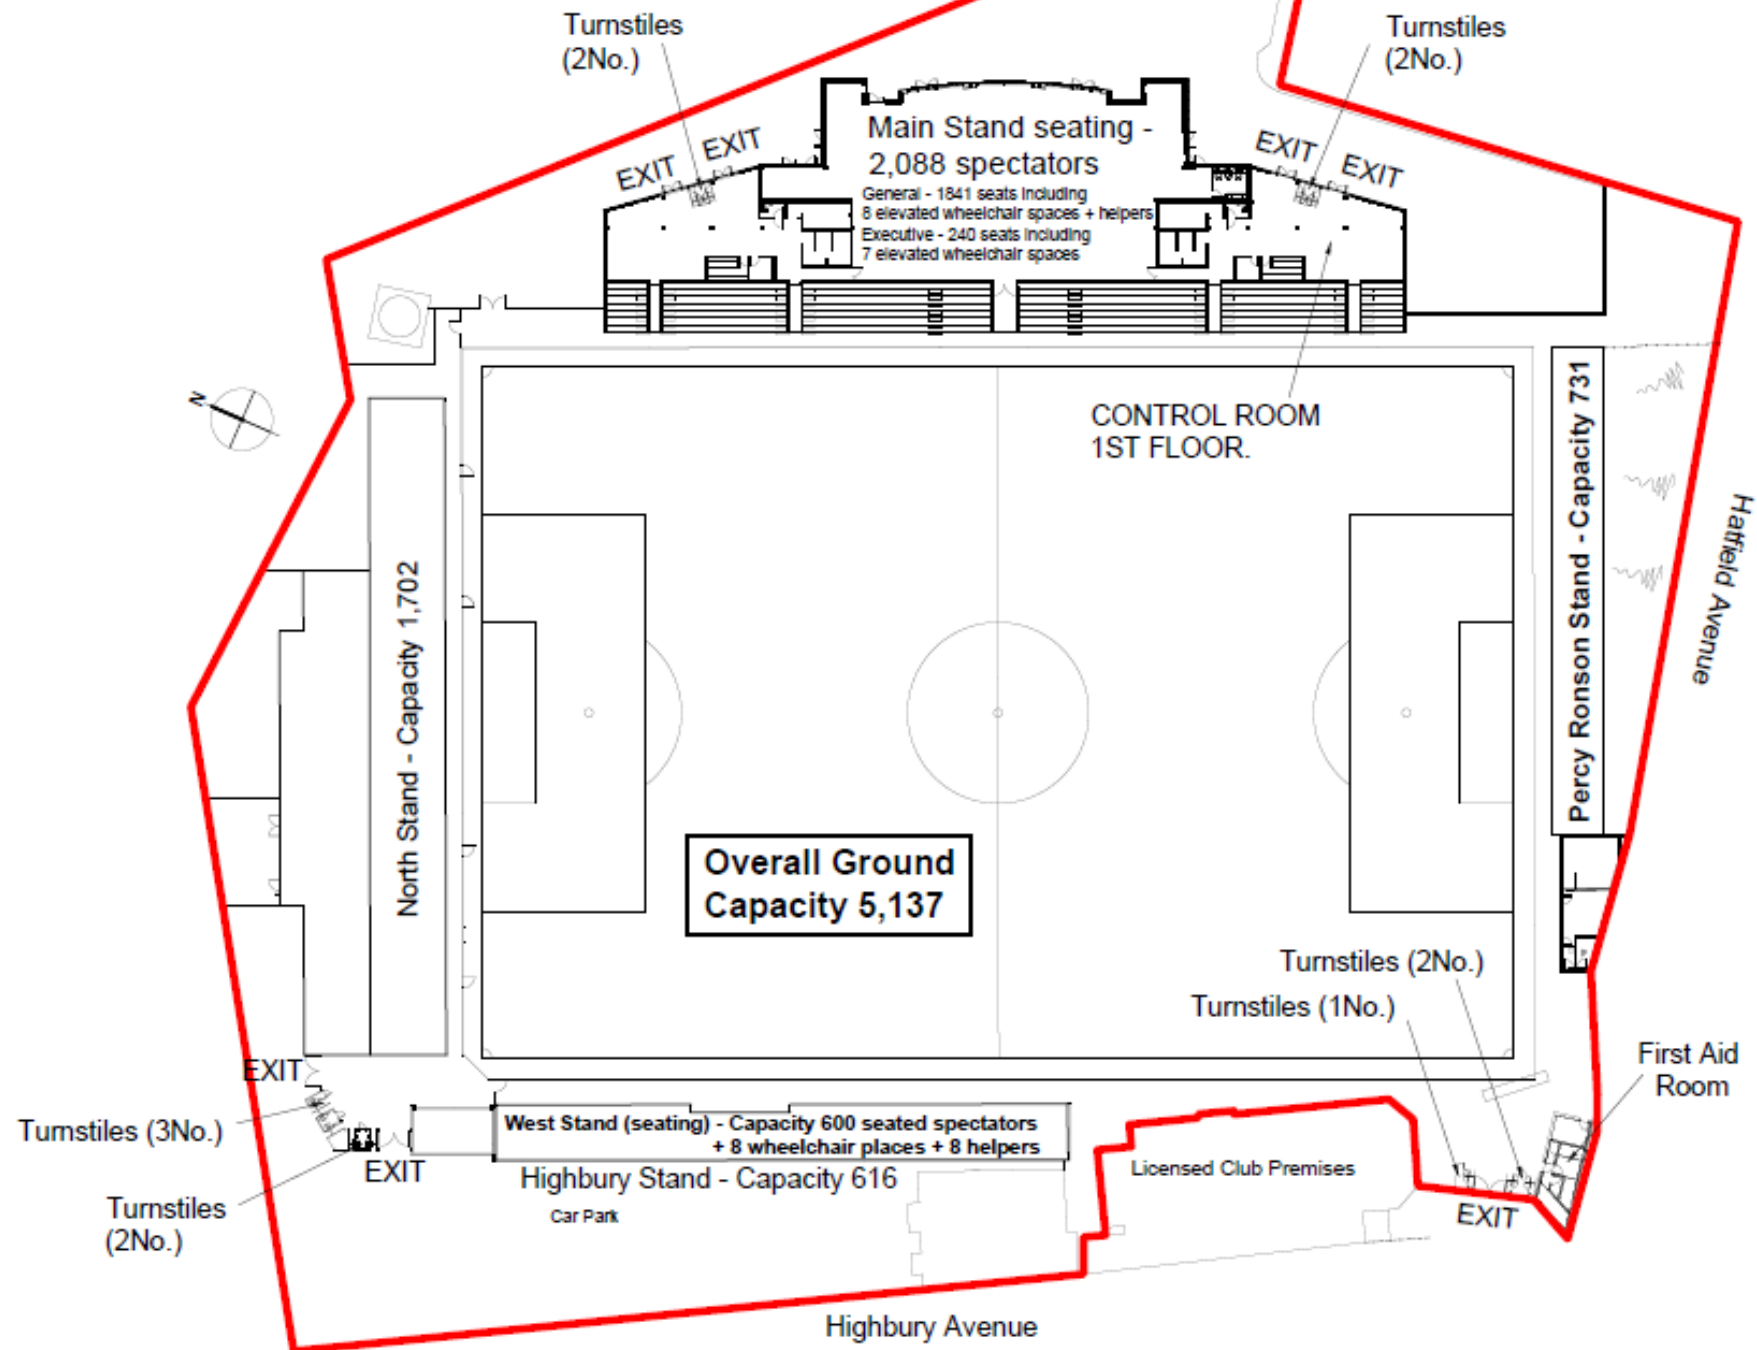 Turnstiles
(2No.)
Turnstiles
(2No.)
EXIT
EXIT
EXIT
EXIT
Main Stand seating -
2,088 spectators
General - 1841 seats including
8 elevated wheelchair spaces + helpers
Executive - 240 seats including
7 elevated wheelchair spaces
N
CONTROL ROOM
1ST FLOOR.
North Stand - Capacity 1,702
Percy Ronson Stand - Capacity 731
Hatfield Avenue
Overall Ground
Capacity 5,137
Turnstiles (2No.)
Turnstiles (1No.)
First Aid
Room
EXIT
Turnstiles (3No.)
EXIT
Turnstiles
(2No.)
West Stand (seating) - Capacity 600 seated spectators
+ 8 wheelchair places + 8 helpers
Highbury Stand - Capacity 616
Car Park
Licensed Club Premises
EXIT
Highbury Avenue